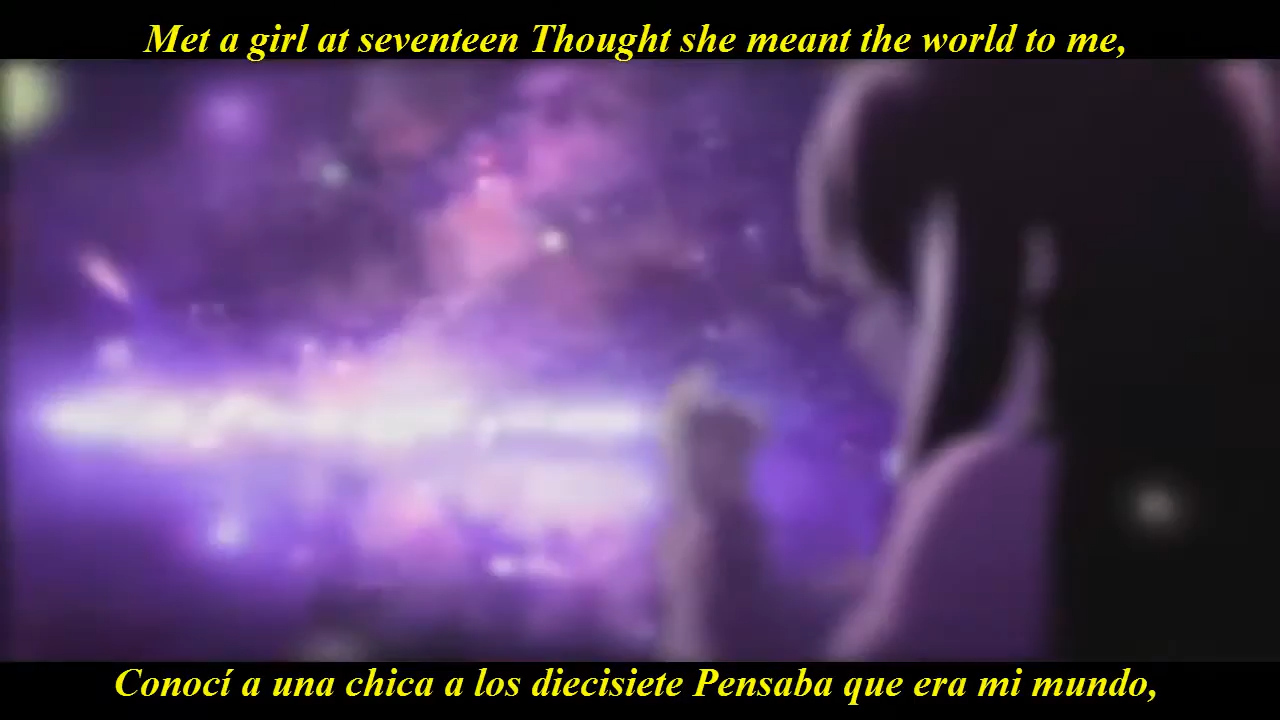 Met a girl at seventeen Thought she meant the world to me,
Conocí a una chica a los diecisiete Pensaba que era mi mundo,